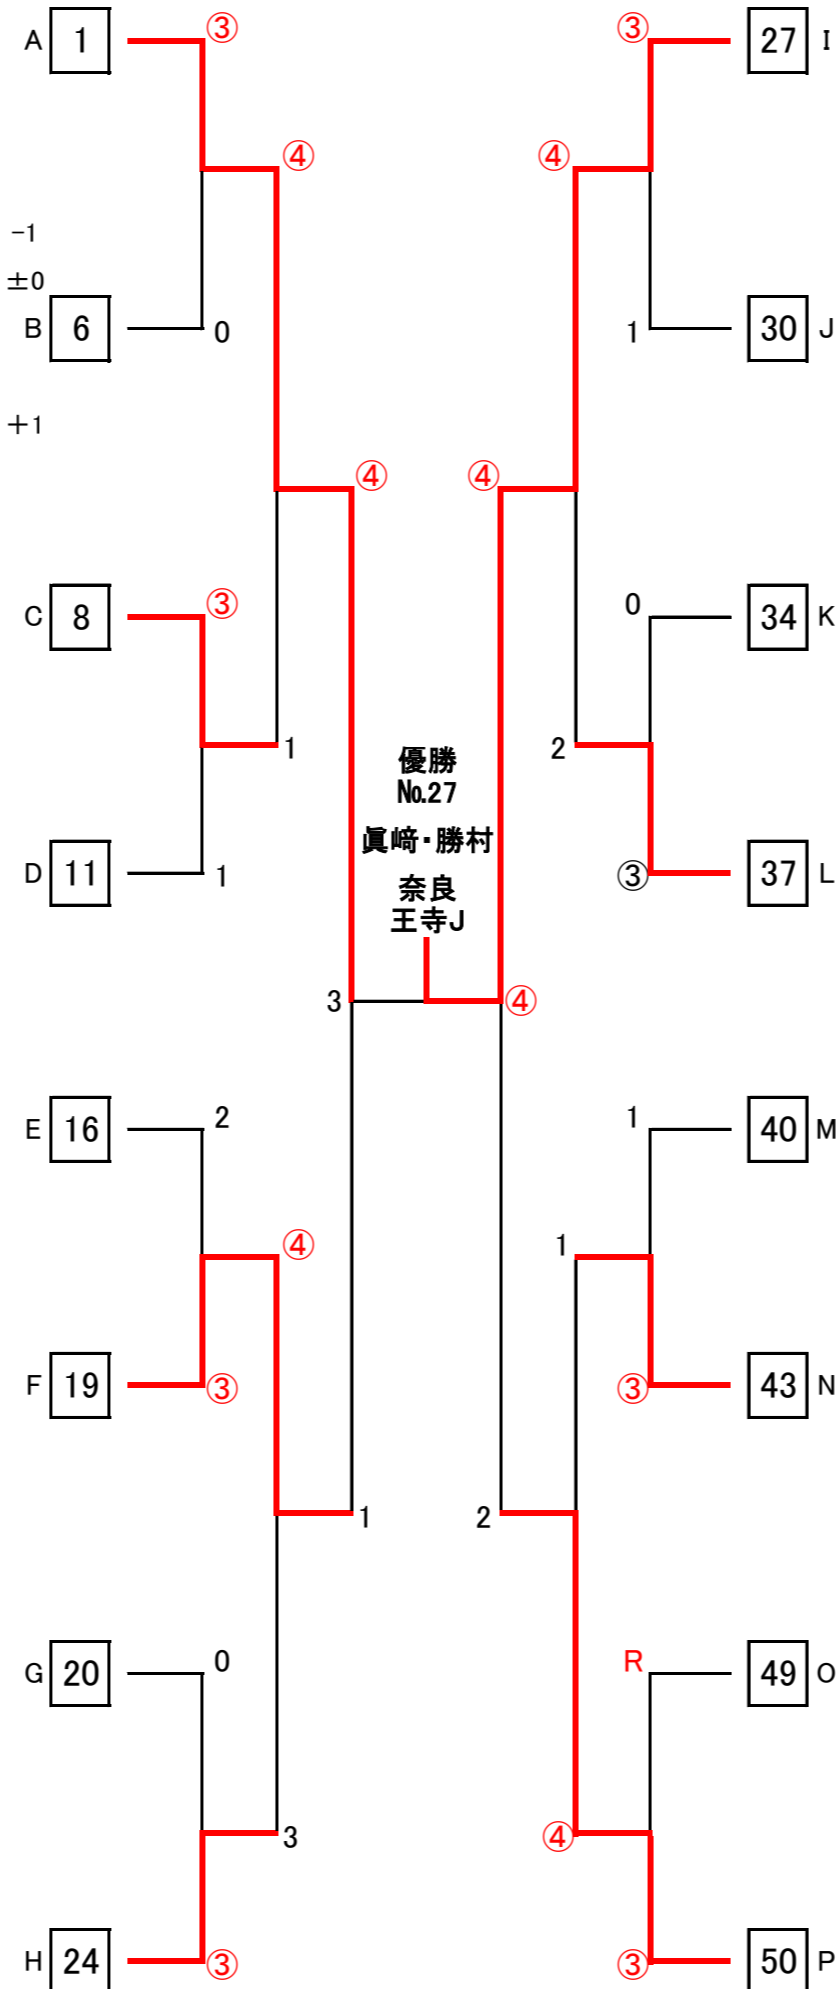 A 1 ③ ③ 27 I
④ ④
-1
±0
B 6 0 1 30 J
+1
④ ④
C 8 ③ 0 34 K
1 2
優勝
№27
眞﨑・勝村
奈良
王寺J
D 11 1 ③ 37 L
3 ④
E 16 2 1 40 M
④ 1
F 19 ③ ③ 43 N
1 2
G 20 0 R 49 O
3 ④
H 24 ③ ③ 50 P